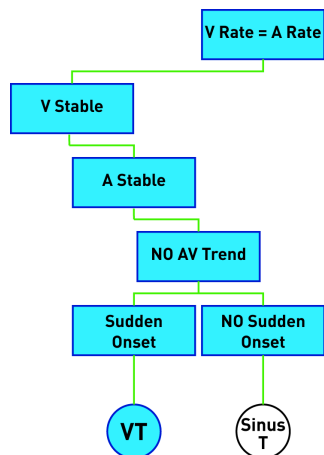 V Rate = A Rate
V Stable
A Stable
NO AV Trend
Sudden
Onset
NO Sudden
Onset
VT
Sinus
T